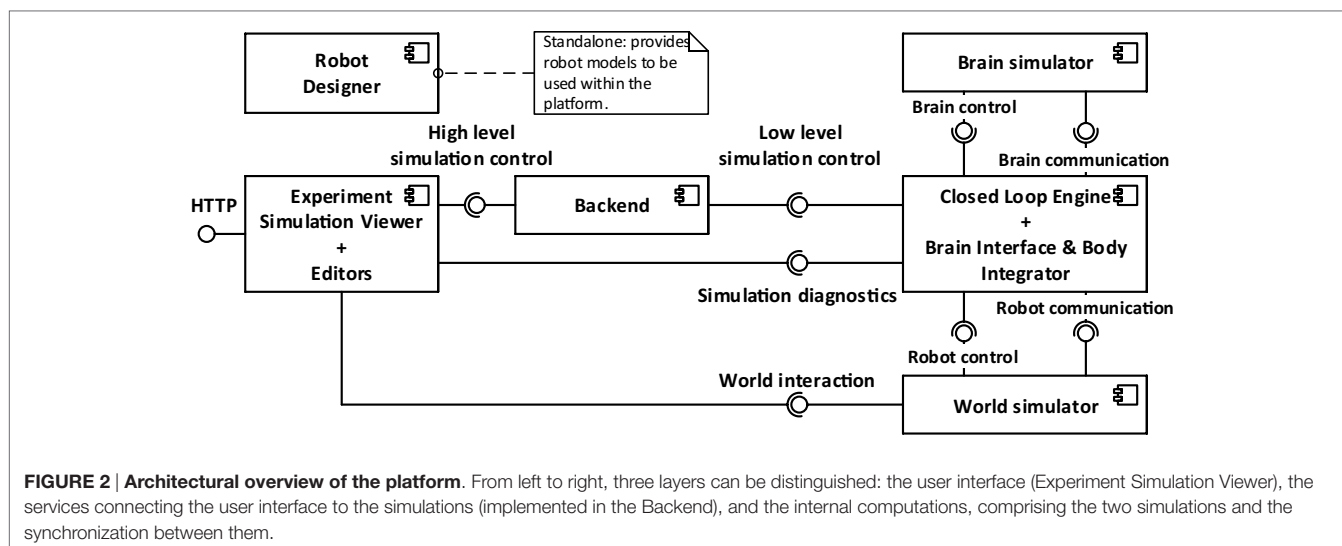 Robot
Designer
Standalone: provides
robot models to be
used within the
platform.
Brain simulator
Brain control
Brain communication
High level
simulation control
Low level
simulation control
HTTP
Experiment
Simulation Viewer
+
Editors
Backend
Closed Loop Engine
+
Brain Interface & Body
Integrator
Simulation diagnostics
Robot communication
Robot control
World interaction
World simulator
FIGURE 2 | Architectural overview of the platform. From left to right, three layers can be distinguished: the user interface (Experiment Simulation Viewer), the
services connecting the user interface to the simulations (implemented in the Backend), and the internal computations, comprising the two simulations and the
synchronization between them.